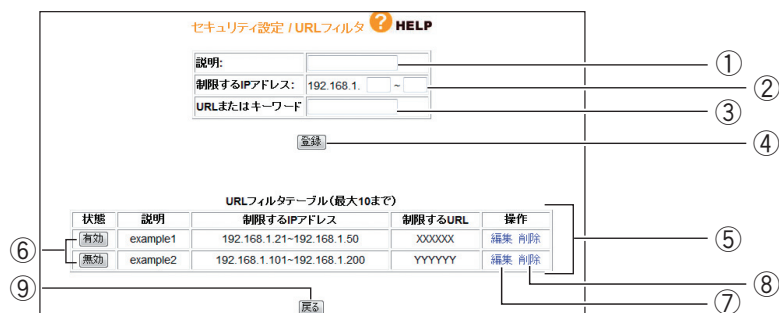 セキュリティ設定 / URLフィルタ ? HELP
説明:
①
制限するIPアドレス: 192.168.1. ~
②
URLまたはキーワード
③
登録
④
URLフィルタテーブル(最大10まで)
状態 説明 制限するIPアドレス 制限するURL 操作
有効 example1 192.168.1.21~192.168.1.50 XXXXXX 編集 削除
無効 example2 192.168.1.101~192.168.1.200 YYYYYY 編集 削除
⑤
⑥
⑧
⑨
戻る
⑦